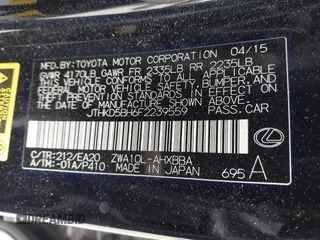 MFD.BY:TOYOTA MOTOR CORPORATION 04/15
GVWR 4170LB GAWR FR 2335LB RR 2235LB
THIS VEHICLE CONFORMS TO ALL APPLICABLE
FEDERAL MOTOR VEHICLE SAFETY, BUMPER, AND
THEFT PREVENTION STANDARDS IN EFFECT ON
THE DATE OF MANUFACTURE SHOWN ABOVE.
JTHKD5BH6F2239559 PASS.CAR
C/TR:212/EA20 ZWA10L-AHXBBA
A/TM:-01A/P410 MADE IN JAPAN 695 A